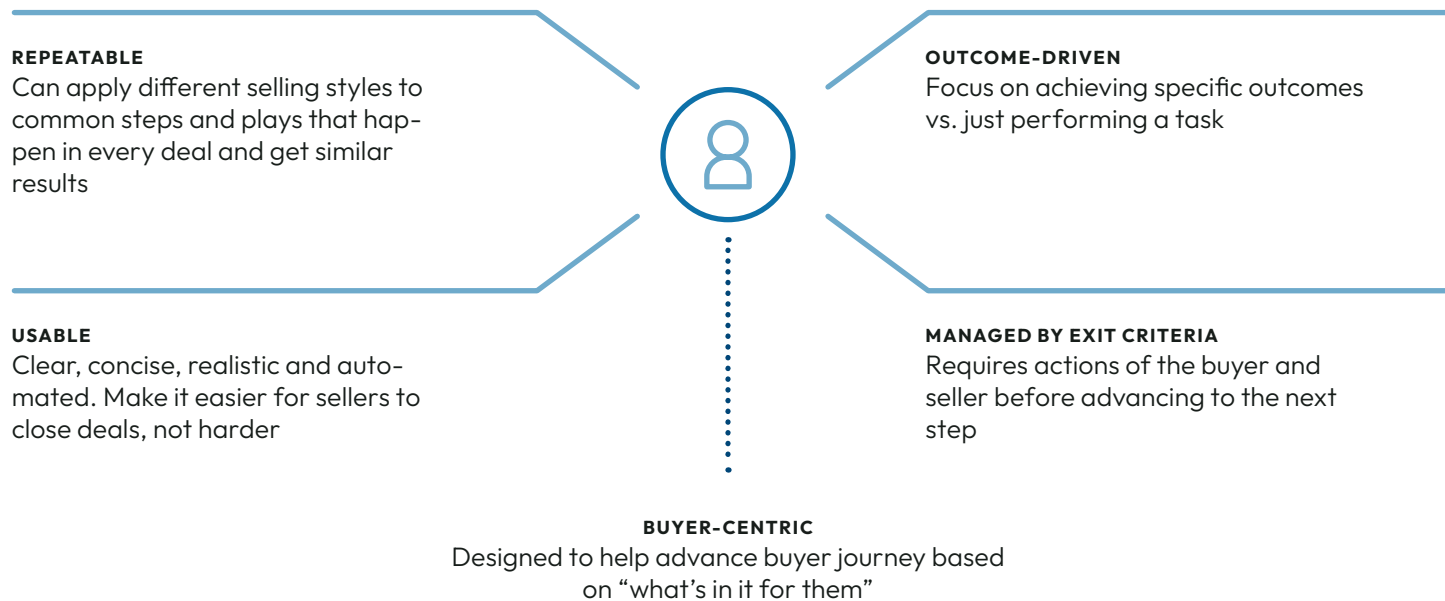 REPEATABLE
Can apply different selling styles to
common steps and plays that hap-
pen in every deal and get similar
results
OUTCOME-DRIVEN
Focus on achieving specific outcomes
vs. just performing a task
USABLE
Clear, concise, realistic and auto-
mated. Make it easier for sellers to
close deals, not harder
MANAGED BY EXIT CRITERIA
Requires actions of the buyer and
seller before advancing to the next
step
BUYER-CENTRIC
Designed to help advance buyer journey based
on “what’s in it for them”